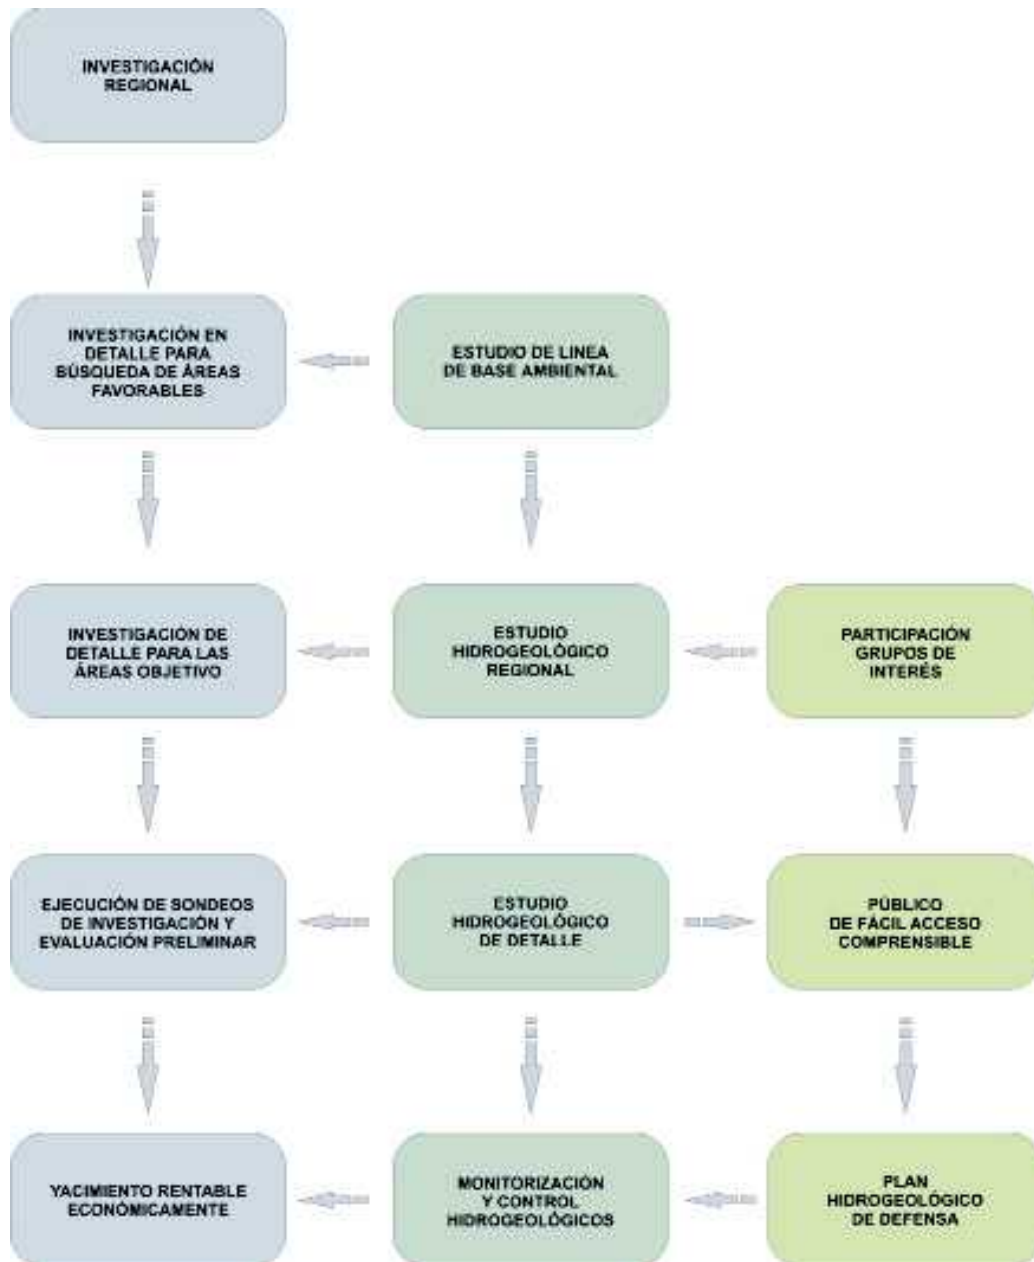 INVESTIGACIÓN
REGIONAL
INVESTIGACIÓN EN
DETALLE PARA
BÚSQUEDA DE ÁREAS
FAVORABLES
ESTUDIO DE LINEA
DE BASE AMBIENTAL
INVESTIGACIÓN DE
DETALLE PARA LAS
ÁREAS OBJETIVO
ESTUDIO
HIDROGEOLÓGICO
REGIONAL
PARTICIPACIÓN
GRUPOS DE
INTERÉS
EJECUCIÓN DE SONDEOS
DE INVESTIGACIÓN Y
EVALUACIÓN PRELIMINAR
ESTUDIO
HIDROGEOLÓGICO
DE DETALLE
PÚBLICO
DE FÁCIL ACCESO
COMPRENSIBLE
YACIMIENTO RENTABLE
ECONÓMICAMENTE
MONITORIZACIÓN
Y CONTROL
HIDROGEOLÓGICOS
PLAN
HIDROGEOLÓGICO
DE DEFENSA